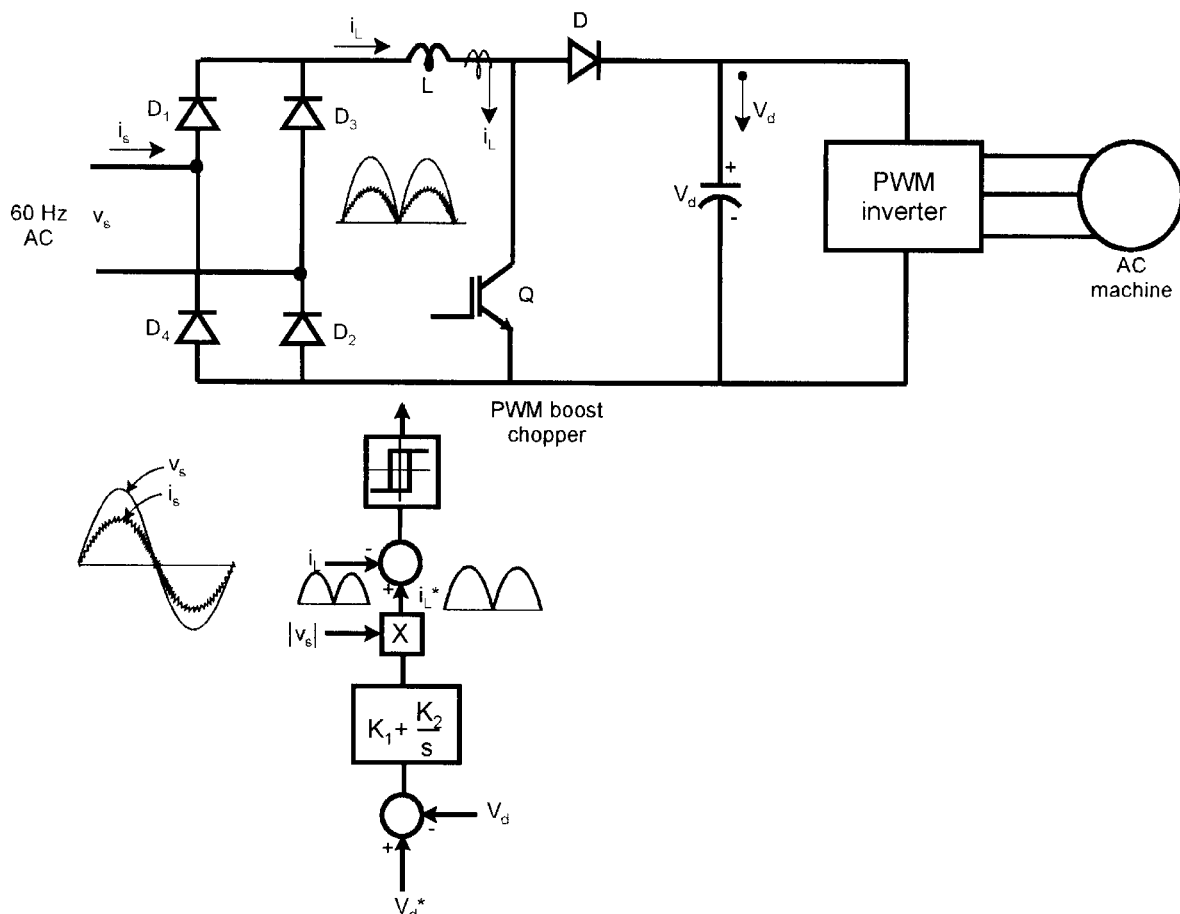 i_L
D
D_1
D_3
L
i_L
V_d
i_s
60 Hz
AC
v_s
V_d
+
-
PWM
inverter
AC
machine
Q
D_4
D_2
PWM boost
chopper
v_s
i_s
-
i_L
+
i_L*
|v_s|
X
K_1 + K_2/s
V_d
-
+
V_d*